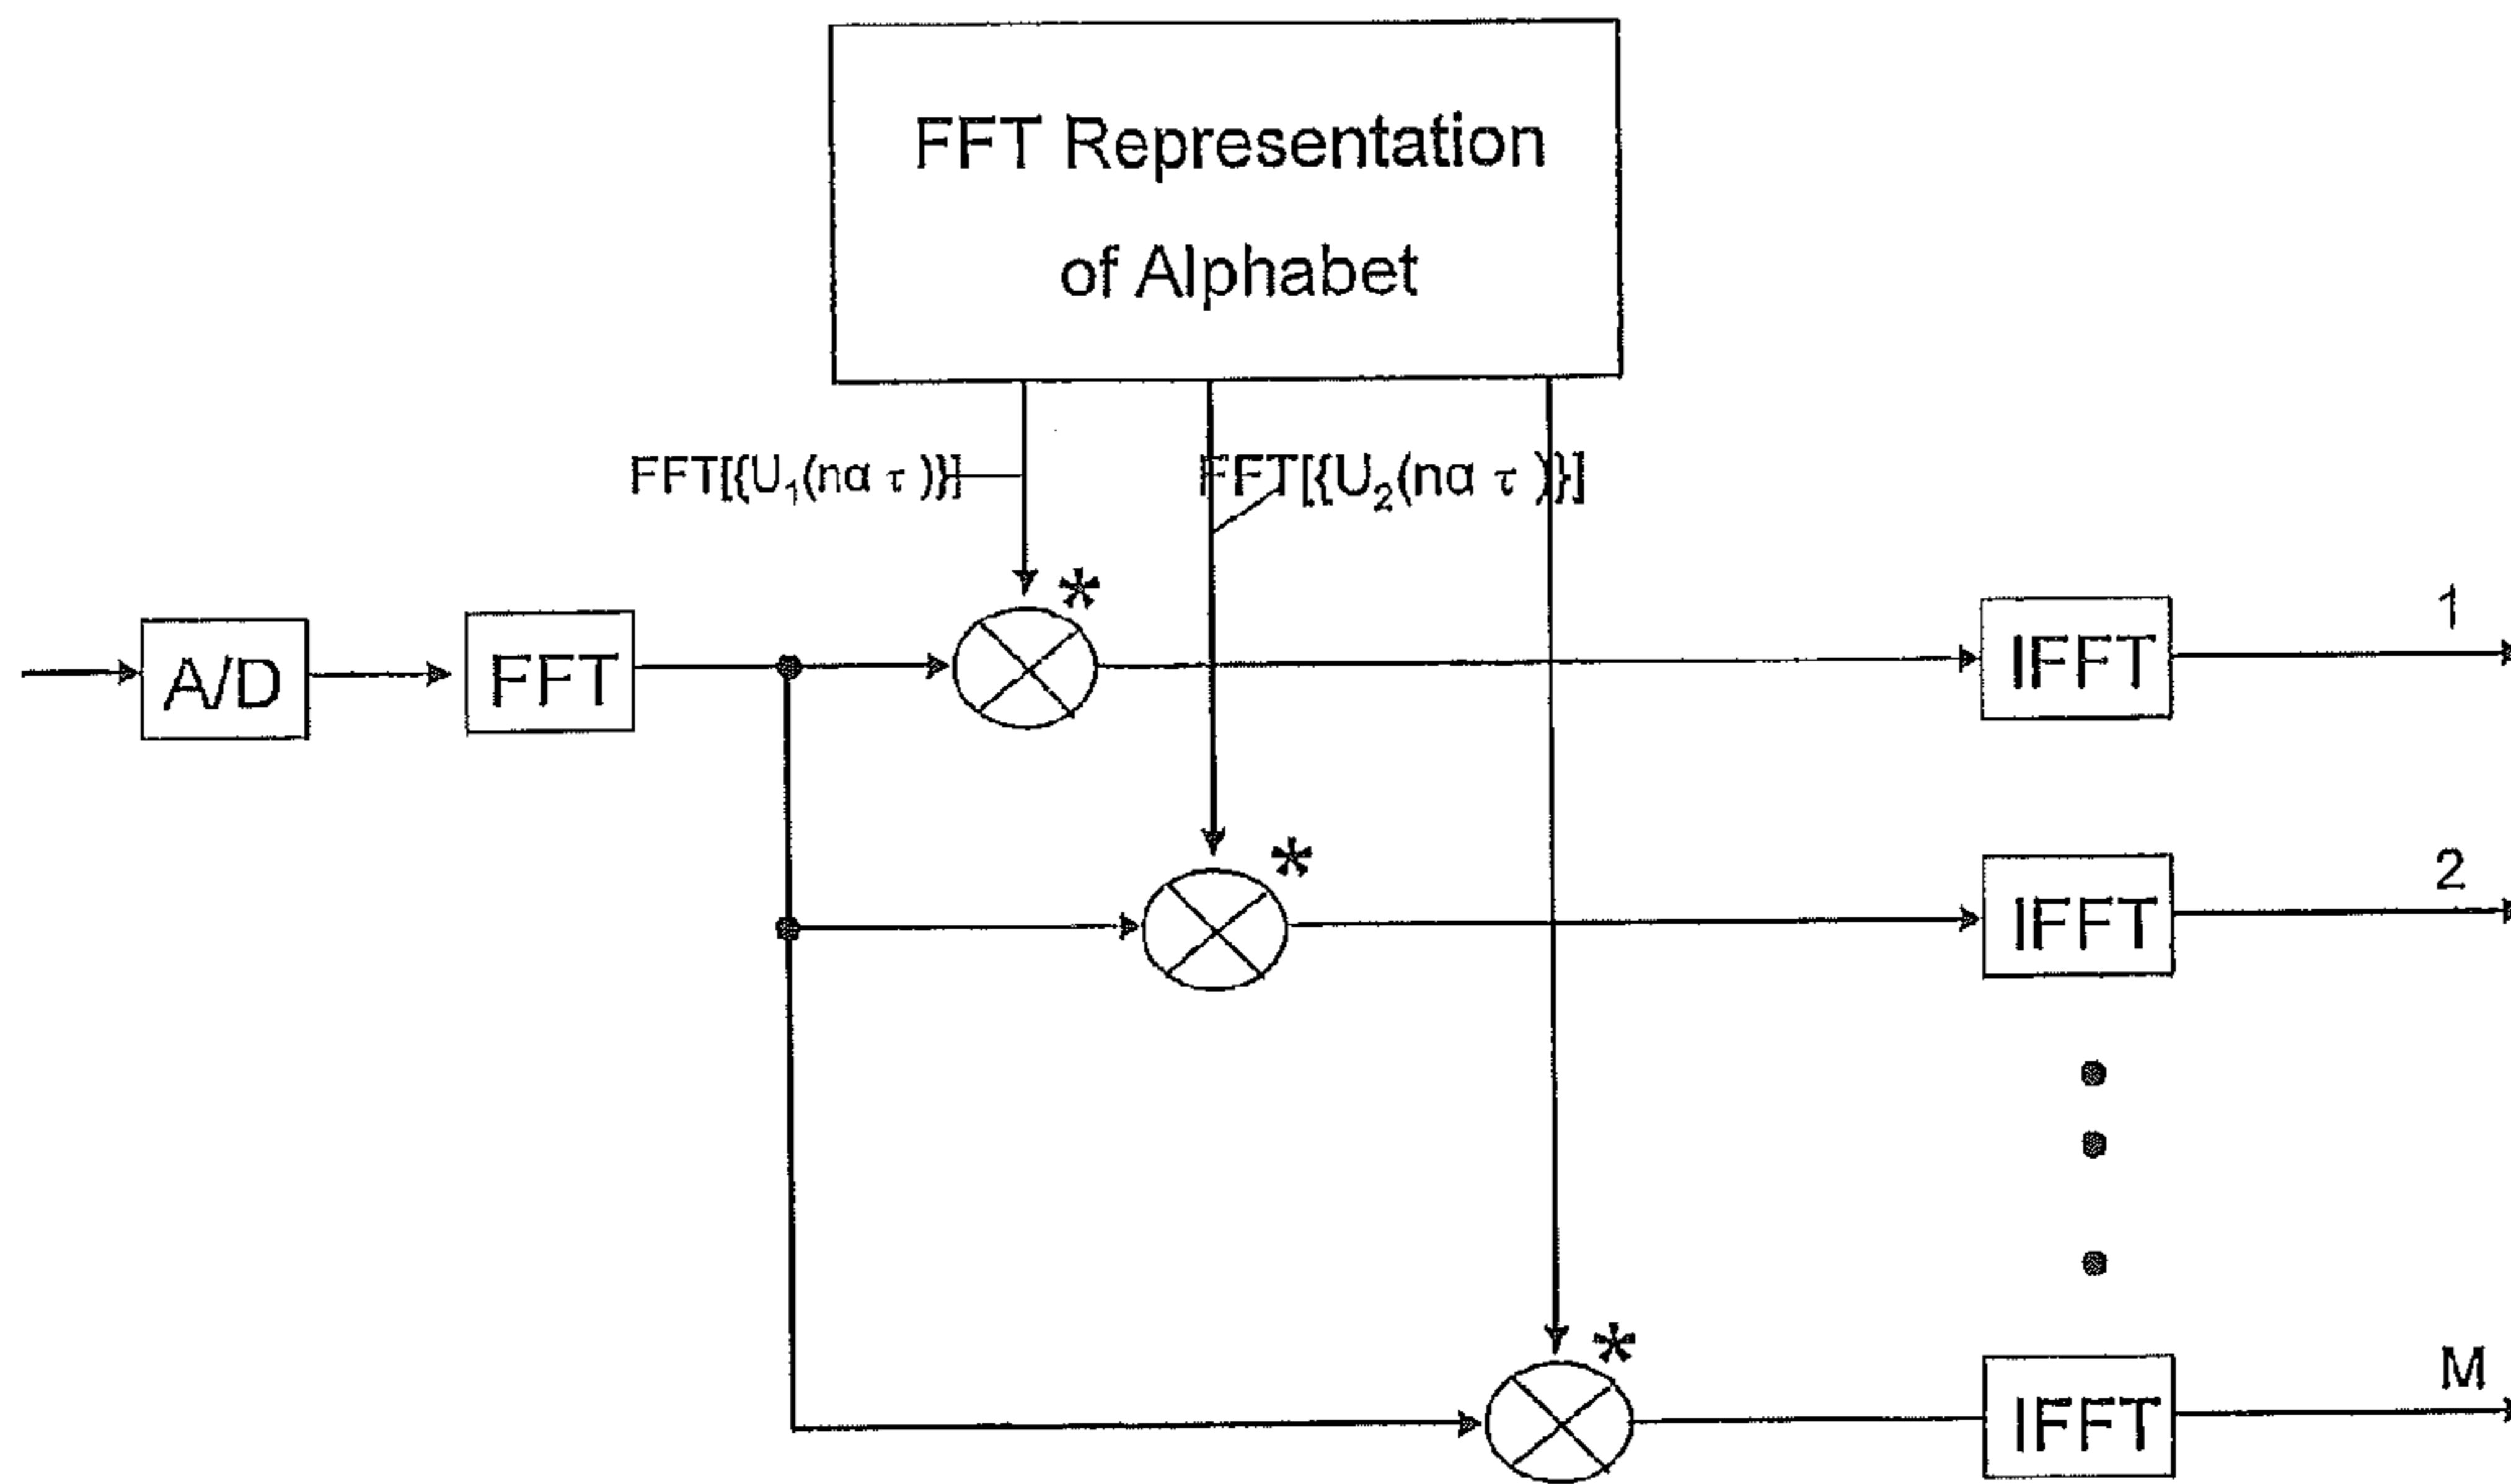 FFT Representation
of Alphabet
FFT[{U₁(nα τ )}]
FFT[{U₂(nα τ )}]
*
A/D
FFT
IFFT
1
*
IFFT
2
*
IFFT
M